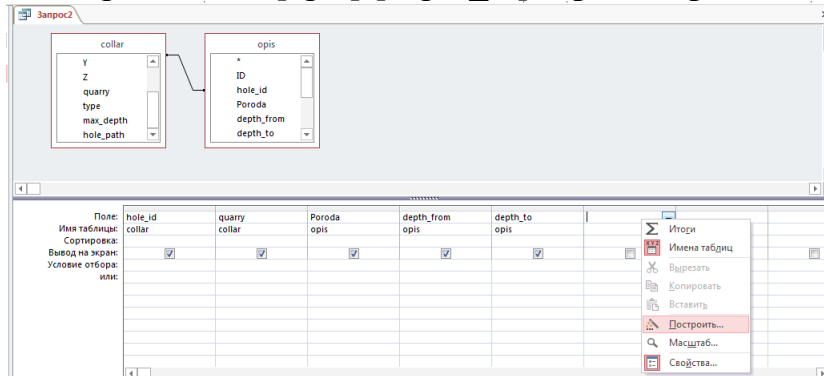 Запрос2
collar
Y
Z
quarry
type
max_depth
hole_path
opis
*
ID
hole_id
Poroda
depth_from
depth_to
Поле: hole_id quarry Poroda depth_from depth_to
Имя таблицы: collar collar opis opis opis
Сортировка:
Вывод на экран:
Условие отбора:
или:
Итоги
Имена таблиц
Вырезать
Копировать
Вставить
Построить...
Масштаб...
Свойства...